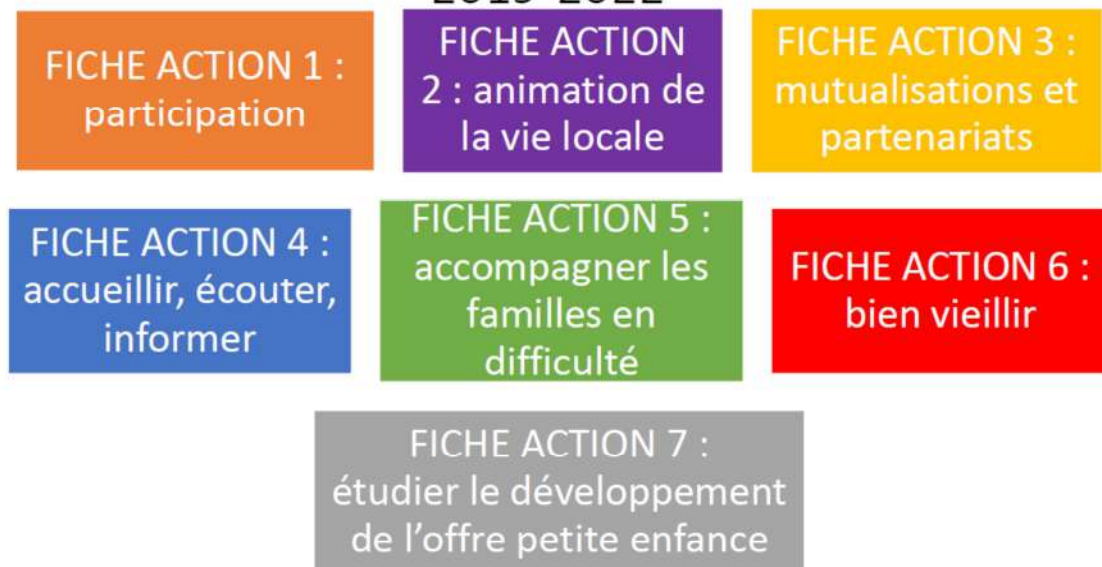 FICHE ACTION 1 :
participation
FICHE ACTION
2 : animation de
la vie locale
FICHE ACTION 3 :
mutualisations et
partenariats
FICHE ACTION 4 :
accueillir, écouter,
informer
FICHE ACTION 5 :
accompagner les
familles en
difficulté
FICHE ACTION 6 :
bien vieillir
FICHE ACTION 7 :
étudier le développement
de l’offre petite enfance